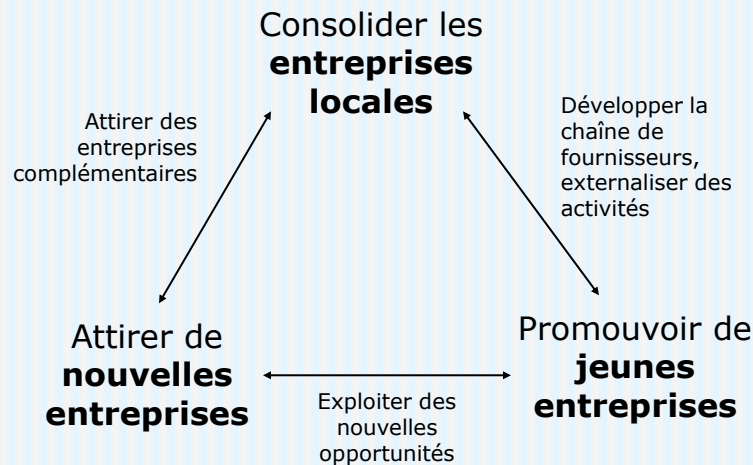 Consolider les
entreprises
locales
Attirer des
entreprises
complémentaires
Développer la
chaîne de
fournisseurs,
externaliser des
activités
Attirer de
nouvelles
entreprises
Exploiter des
nouvelles
opportunités
Promouvoir de
jeunes
entreprises